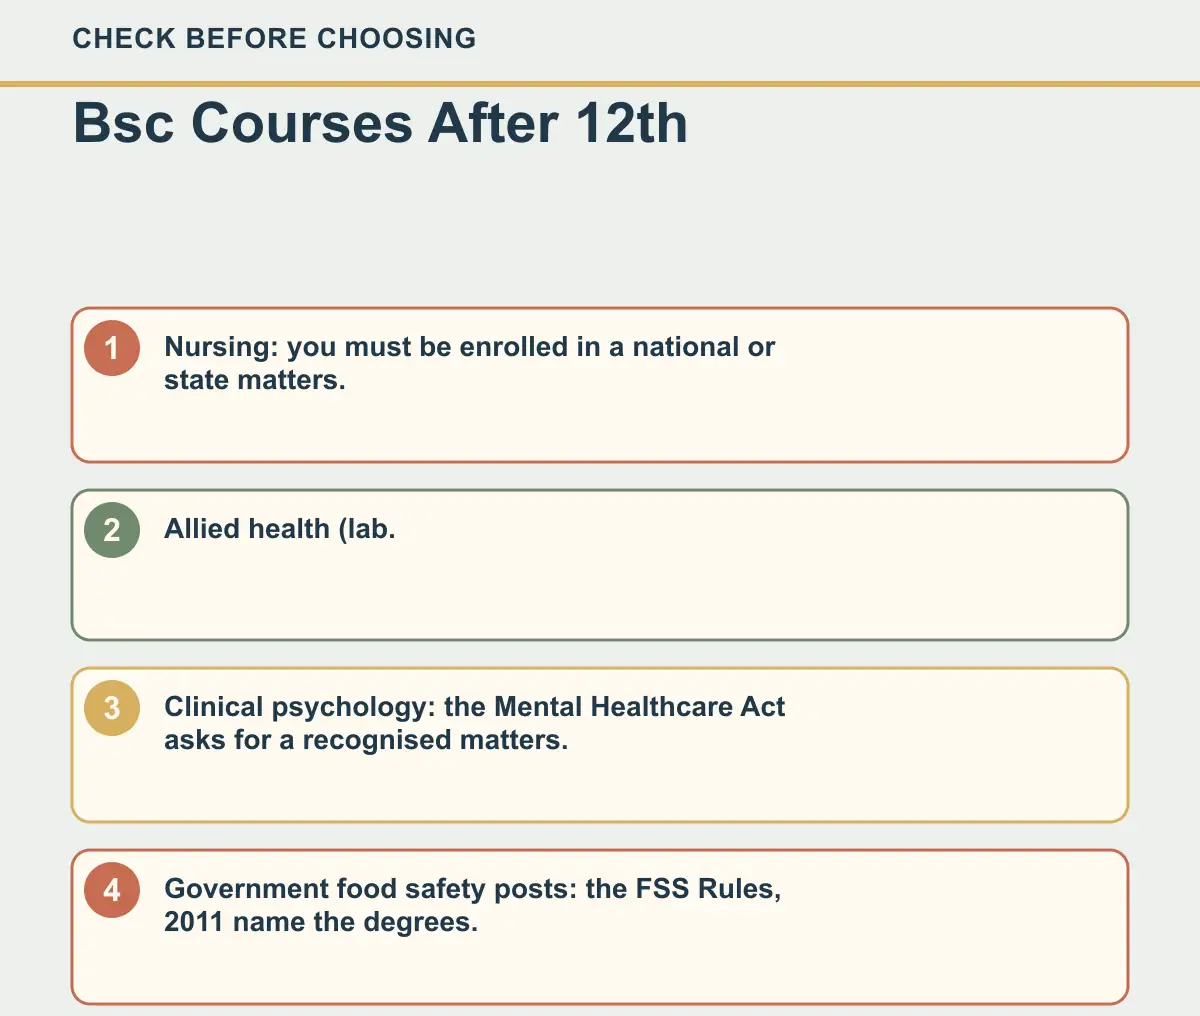 CHECK BEFORE CHOOSING
Bsc Courses After 12th
1
Nursing: you must be enrolled in a national or
state matters.
2
Allied health (lab.
3
Clinical psychology: the Mental Healthcare Act
asks for a recognised matters.
4
Government food safety posts: the FSS Rules,
2011 name the degrees.